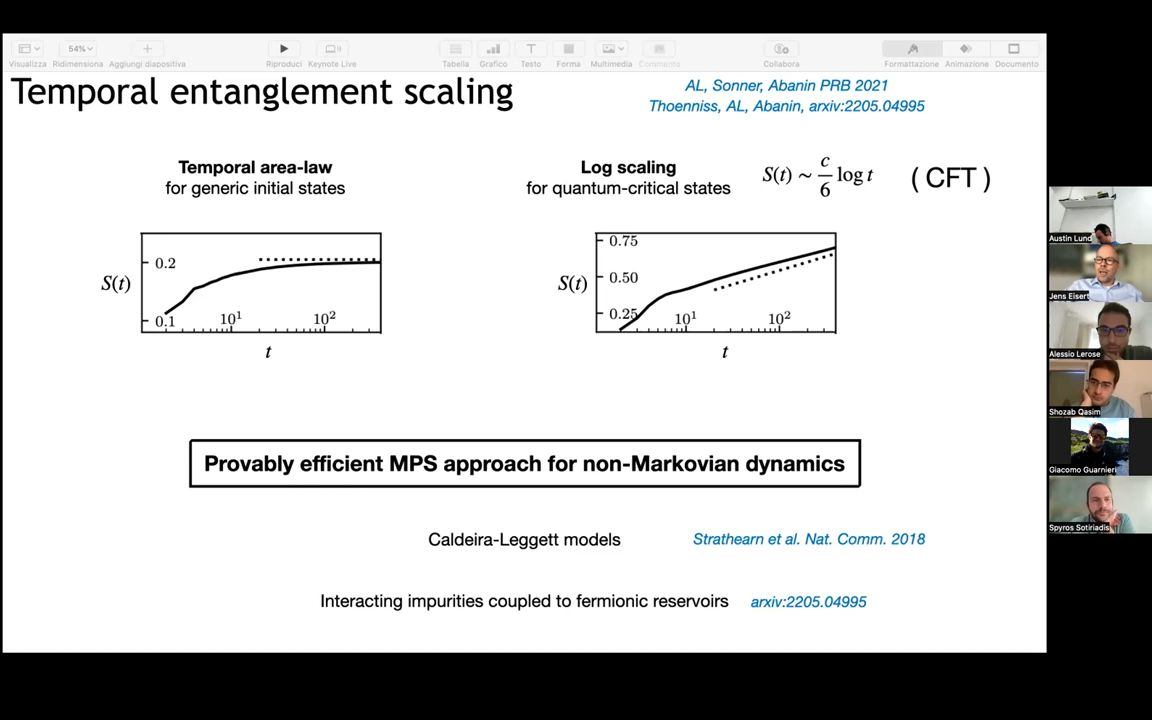 54%
Visualizza
Ridimensiona
Aggiungi diapositiva
Riproduci
Keynote Live
Tabella
Grafico
Testo
Forma
Multimedia
Commento
Collabora
Formattazione
Animazione
Documento
Temporal entanglement scaling
AL, Sonner, Abanin PRB 2021
Thoenniss, AL, Abanin, arxiv:2205.04995
Temporal area-law
for generic initial states
Log scaling
for quantum-critical states
S(t) ~ c/6 log t
( CFT )
S(t)
0.2
0.1
10¹
10²
t
S(t)
0.75
0.50
0.25
10¹
10²
t
Provably efficient MPS approach for non-Markovian dynamics
Caldeira-Leggett models
Strathearn et al. Nat. Comm. 2018
Interacting impurities coupled to fermionic reservoirs
arxiv:2205.04995
Austin Lund
Jens Eisert
Alessio Lerose
Shozab Qasim
Giacomo Guarnieri
Spyros Sotiriadis